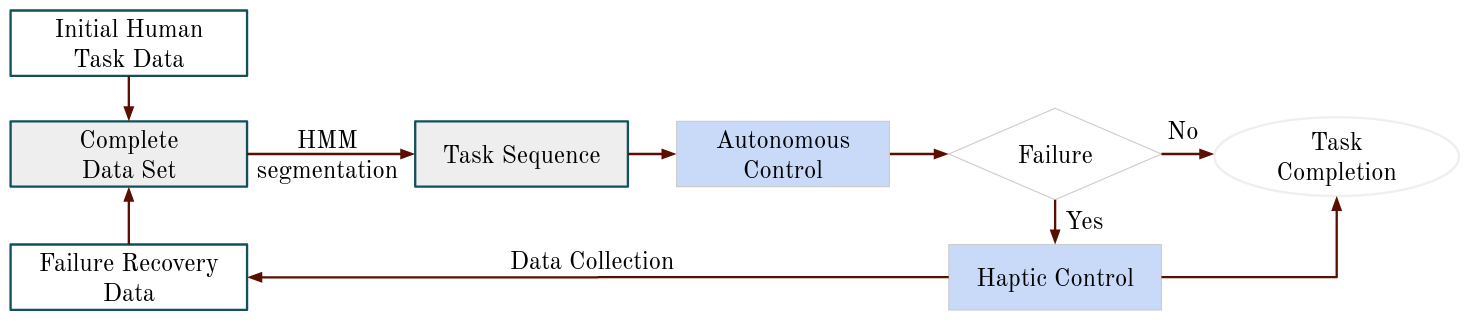 Initial Human
Task Data
Complete
Data Set
HMM
segmentation
Task Sequence
Autonomous
Control
Failure
No
Task
Completion
Yes
Failure Recovery
Data
Data Collection
Haptic Control